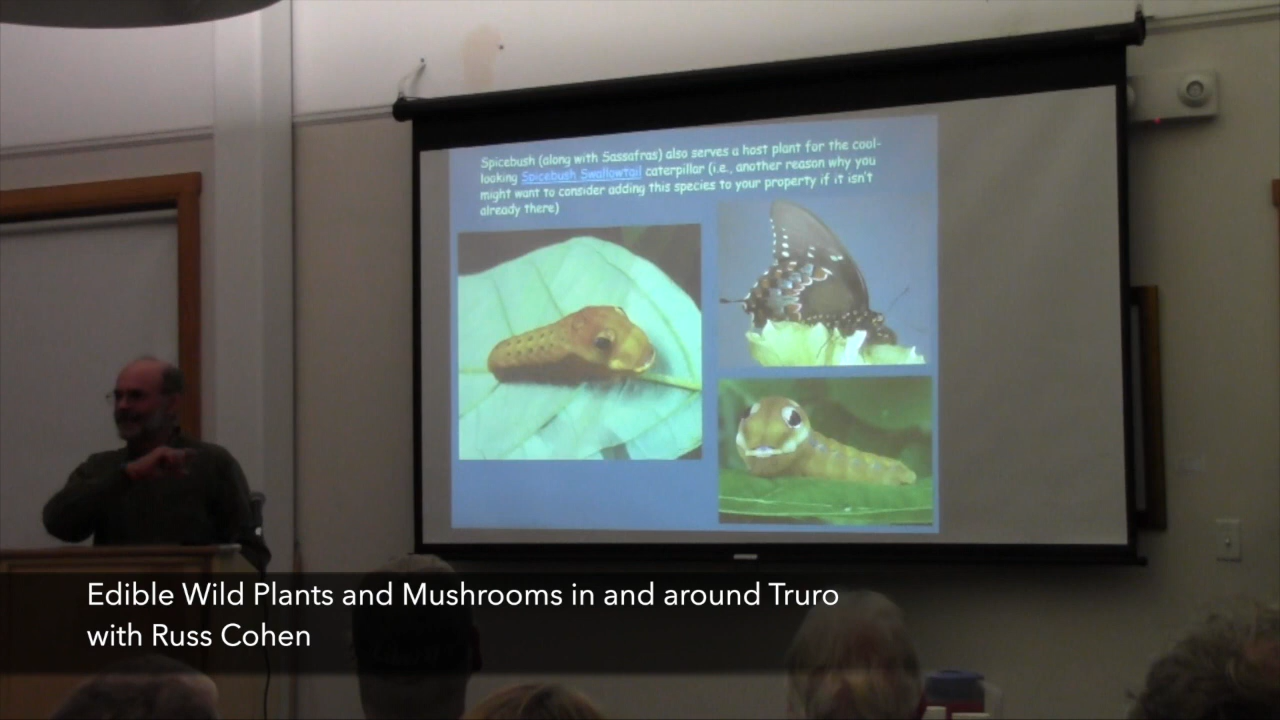 Spicebush (along with Sassafras) also serves a host plant for the cool-
looking Spicebush Swallowtail caterpillar (i.e., another reason why you
might want to consider adding this species to your property if it isn't
already there)
Edible Wild Plants and Mushrooms in and around Truro
with Russ Cohen